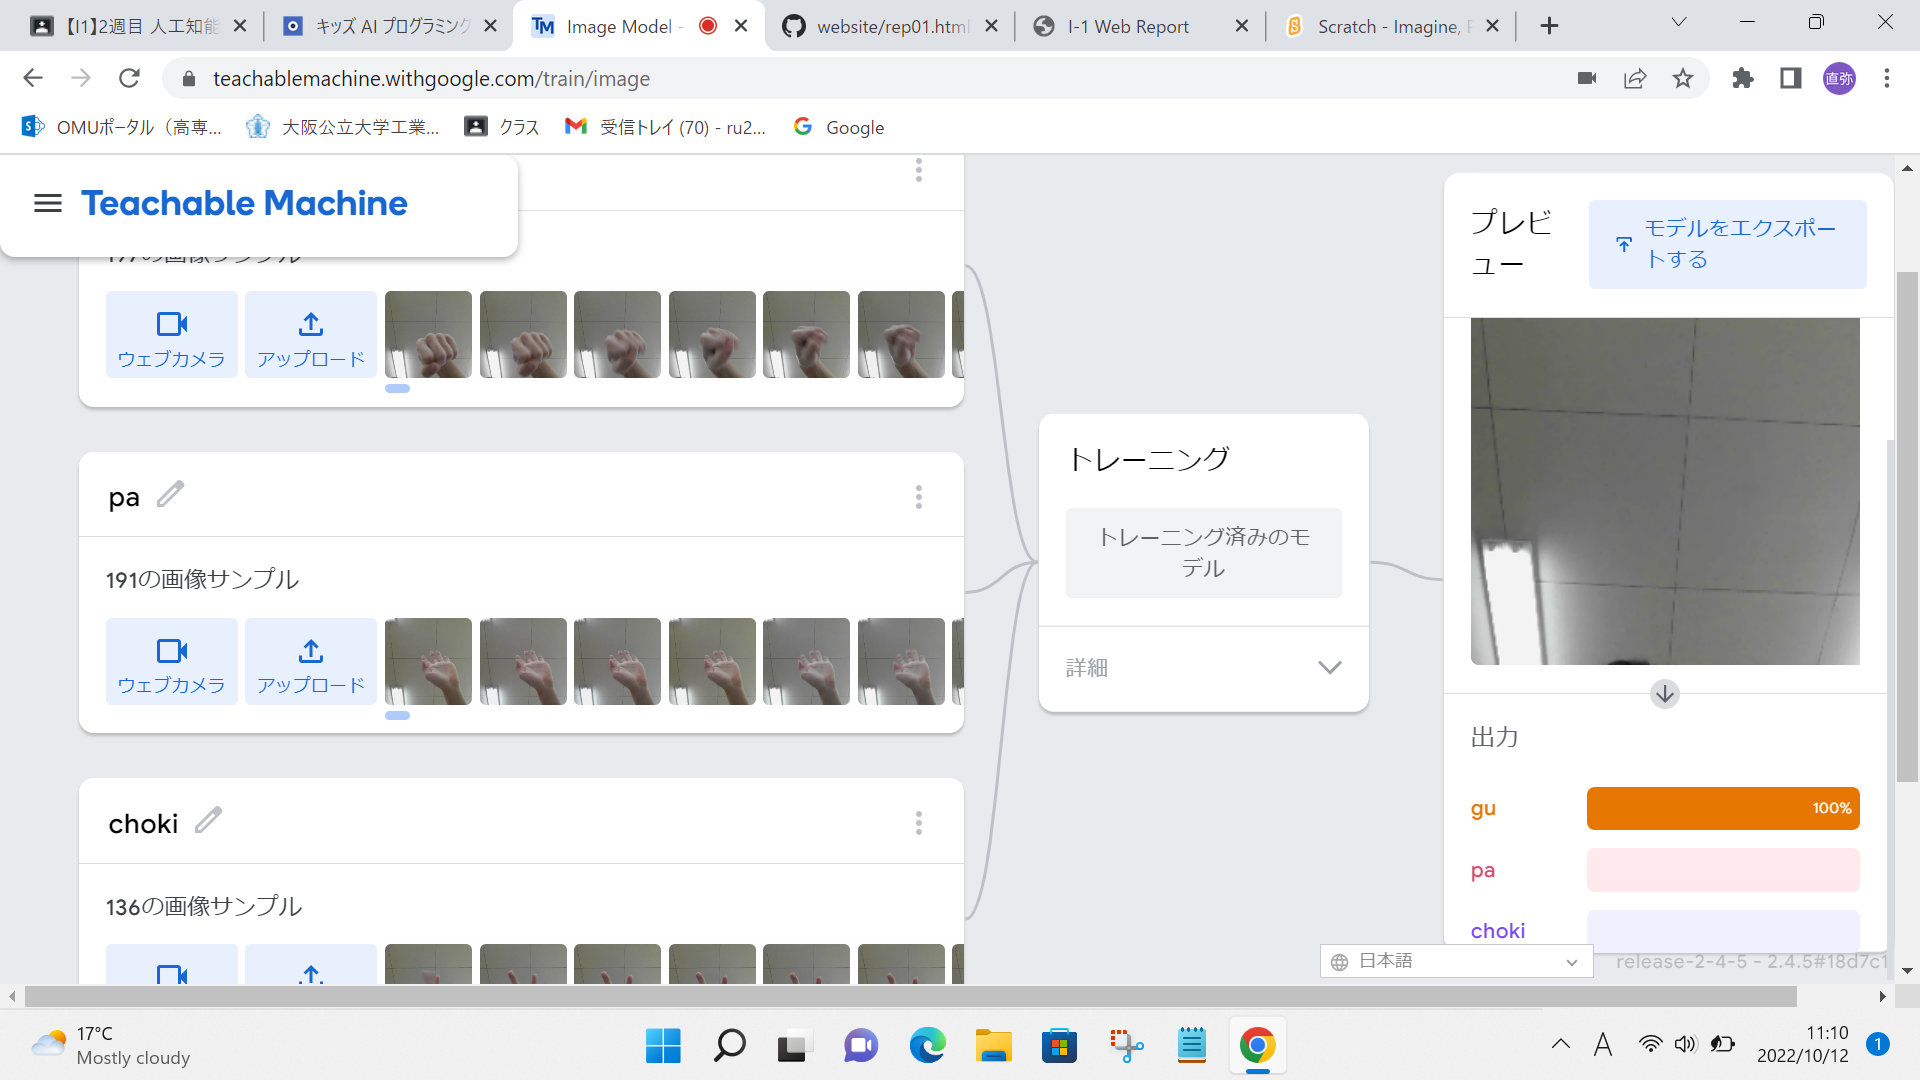 【I1】2週目 人工知能
キッズ AI プログラミング
Image Model -
website/rep01.html
I-1 Web Report
Scratch - Imagine, P
teachablemachine.withgoogle.com/train/image
直弥
OMUポータル（高専...
大阪公立大学工業...
クラス
受信トレイ (70) - ru2...
Google
Teachable Machine
177の画像サンプル
ウェブカメラ
アップロード
pa
191の画像サンプル
ウェブカメラ
アップロード
choki
136の画像サンプル
トレーニング
トレーニング済みのモ
デル
詳細
プレビ
ュー
モデルをエクスポー
トする
出力
gu
100%
pa
choki
日本語
release-2-4-5 - 2.4.5#18d7c1
17°C
Mostly cloudy
A
11:10
2022/10/12
1